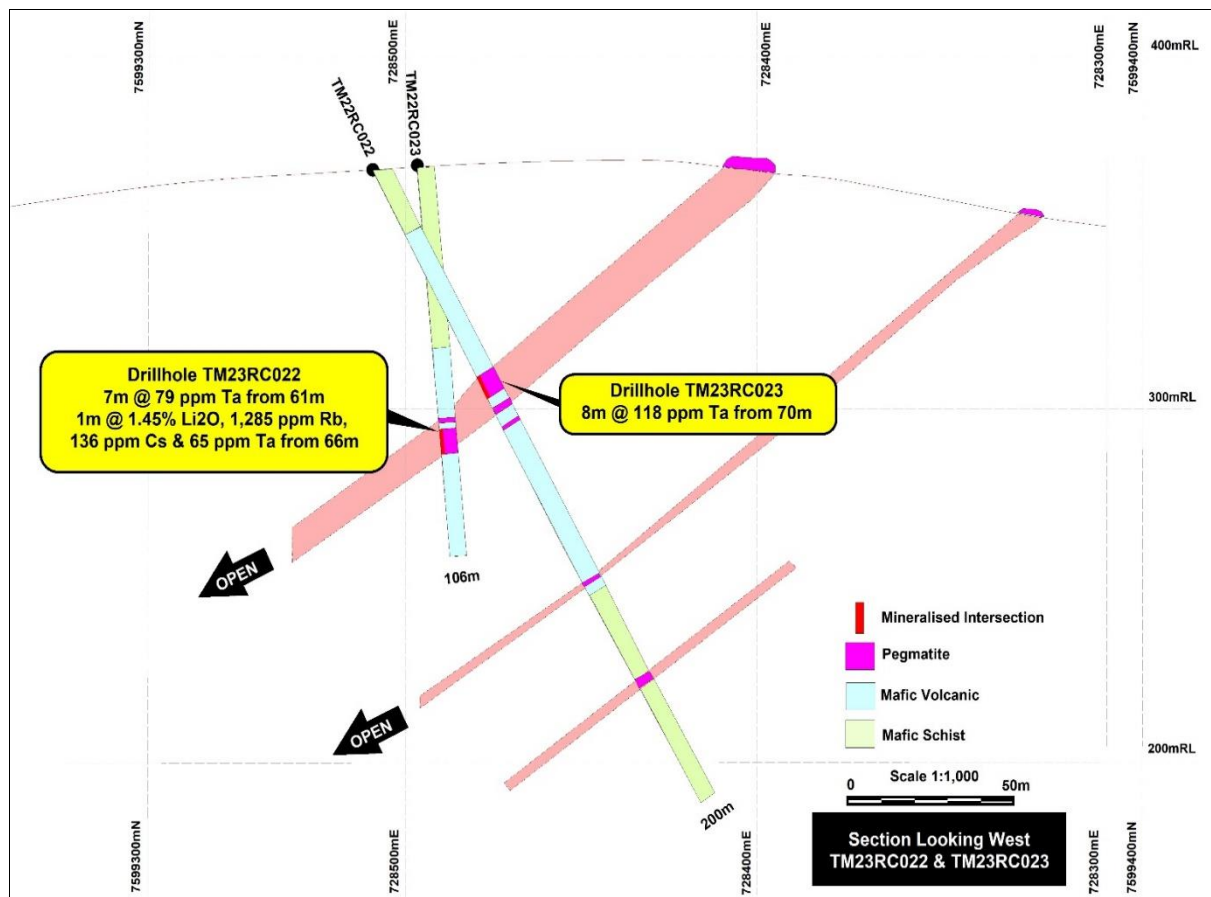 7599300mN
728500mE
728400mE
728300mE
7599400mN
400mRL
TM22RC022
TM22RC023
Drillhole TM23RC022
7m @ 79 ppm Ta from 61m
1m @ 1.45% Li2O, 1,285 ppm Rb,
136 ppm Cs & 65 ppm Ta from 66m
Drillhole TM23RC023
8m @ 118 ppm Ta from 70m
300mRL
OPEN
106m
OPEN
200m
Mineralised Intersection
Pegmatite
Mafic Volcanic
Mafic Schist
200mRL
Scale 1:1,000
0
50m
Section Looking West
TM23RC022 & TM23RC023
7599300mN
728500mE
728400mE
728300mE
7599400mN